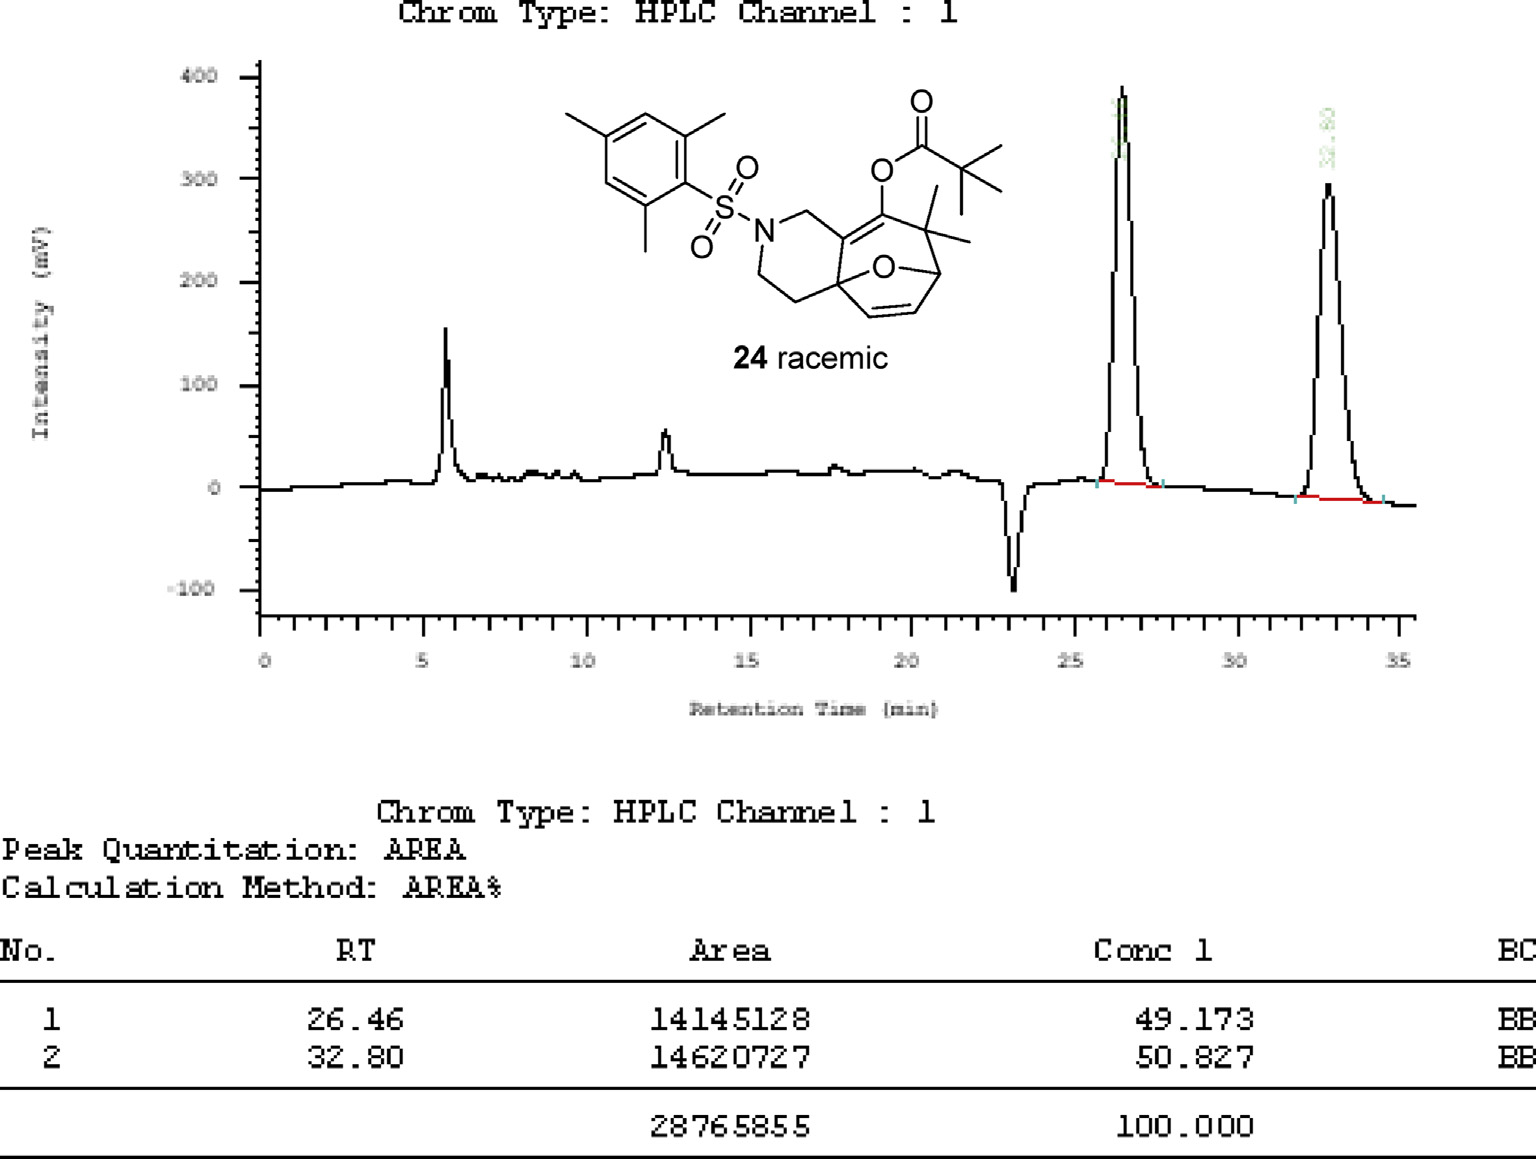 Chrom Type: HPLC Channel : 1
400
300
200
100
0
-100
Intensity (mV)
32.80
O
O
S
O
O
N
O
24 racemic
0 5 10 15 20 25 30 35
Retention Time (min)
Chrom Type: HPLC Channel : 1
Peak Quantitation: AREA
Calculation Method: AREA%
No. RT Area Conc 1 BC
1 26.46 14145128 49.173 BB
2 32.80 14620727 50.827 BB
28765855 100.000